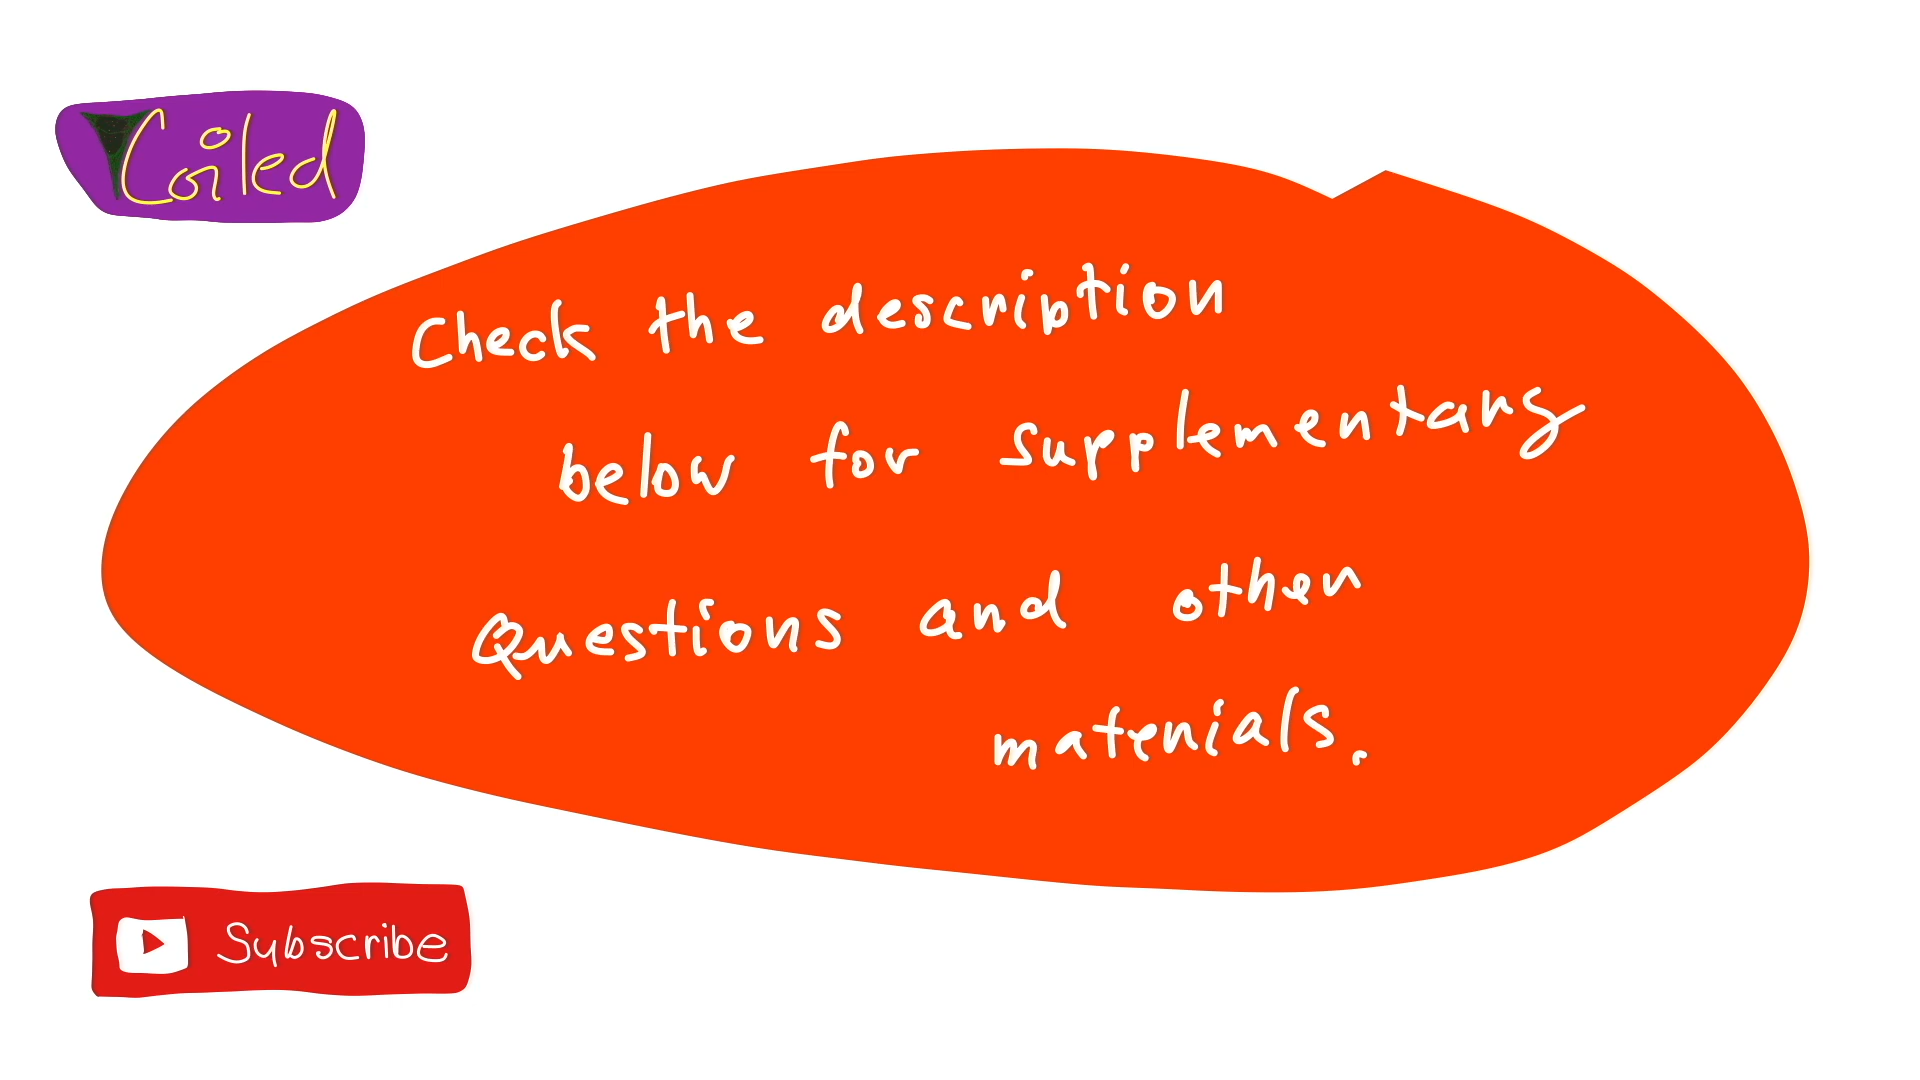 Coiled
Check the description
below for supplementary
Questions and other
materials.
Subscribe